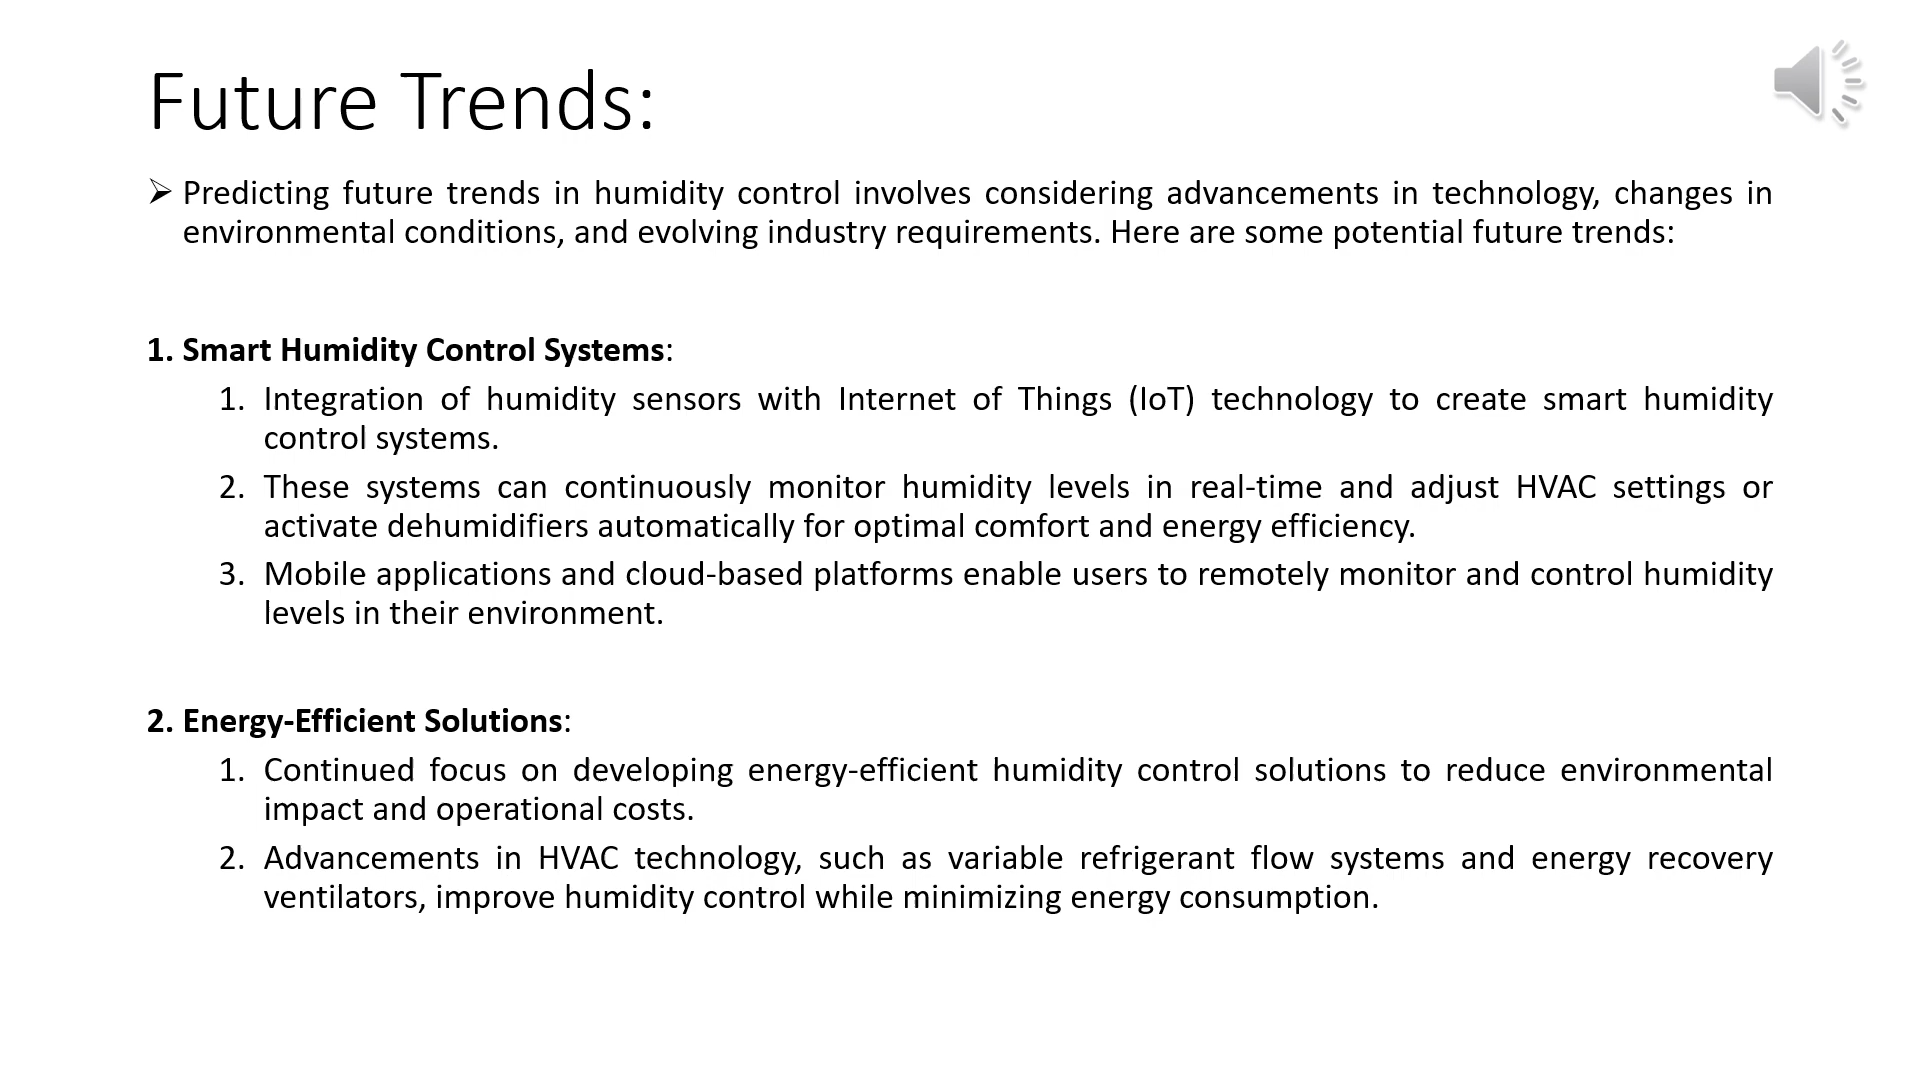 Future Trends:
➢ Predicting future trends in humidity control involves considering advancements in technology, changes in
environmental conditions, and evolving industry requirements. Here are some potential future trends:
1. Smart Humidity Control Systems:
1. Integration of humidity sensors with Internet of Things (IoT) technology to create smart humidity
control systems.
2. These systems can continuously monitor humidity levels in real-time and adjust HVAC settings or
activate dehumidifiers automatically for optimal comfort and energy efficiency.
3. Mobile applications and cloud-based platforms enable users to remotely monitor and control humidity
levels in their environment.
2. Energy-Efficient Solutions:
1. Continued focus on developing energy-efficient humidity control solutions to reduce environmental
impact and operational costs.
2. Advancements in HVAC technology, such as variable refrigerant flow systems and energy recovery
ventilators, improve humidity control while minimizing energy consumption.